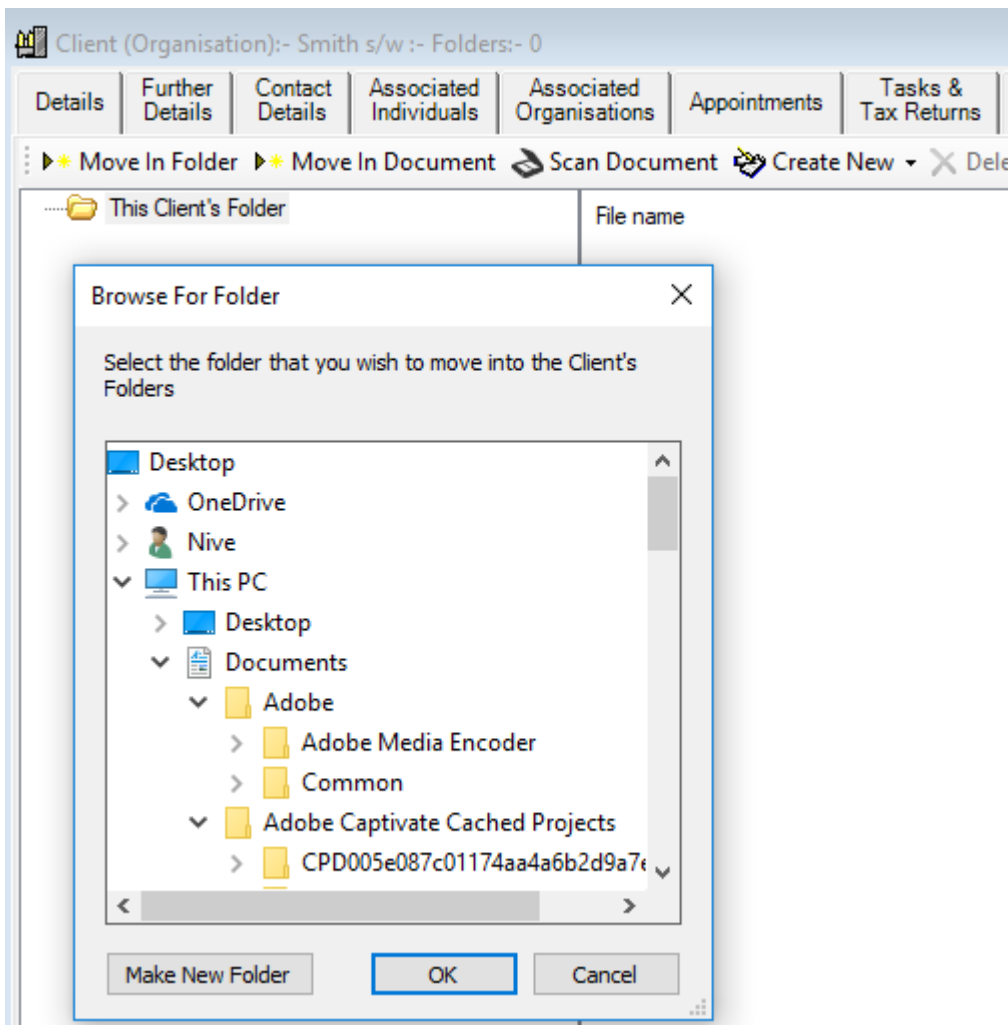 Client (Organisation):- Smith s/w :- Folders:- 0
Details
Further
Details
Contact
Details
Associated
Individuals
Associated
Organisations
Appointments
Tasks &
Tax Returns
Move In Folder Move In Document Scan Document Create New Dele
This Client's Folder
File name
Browse For Folder
Select the folder that you wish to move into the Client's
Folders
Desktop
OneDrive
Nive
This PC
Desktop
Documents
Adobe
Adobe Media Encoder
Common
Adobe Captivate Cached Projects
CPD005e087c01174aa4a6b2d9a7e
Make New Folder OK Cancel